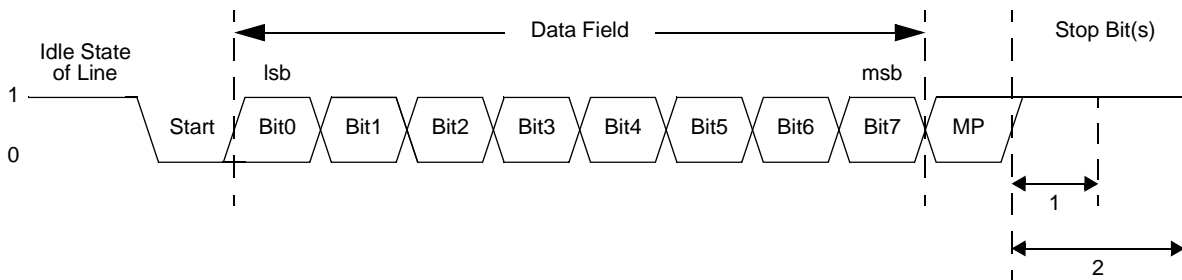 Data Field
Stop Bit(s)
Idle State
of Line
lsb
msb
1
Start
Bit0
Bit1
Bit2
Bit3
Bit4
Bit5
Bit6
Bit7
MP
0
1
2